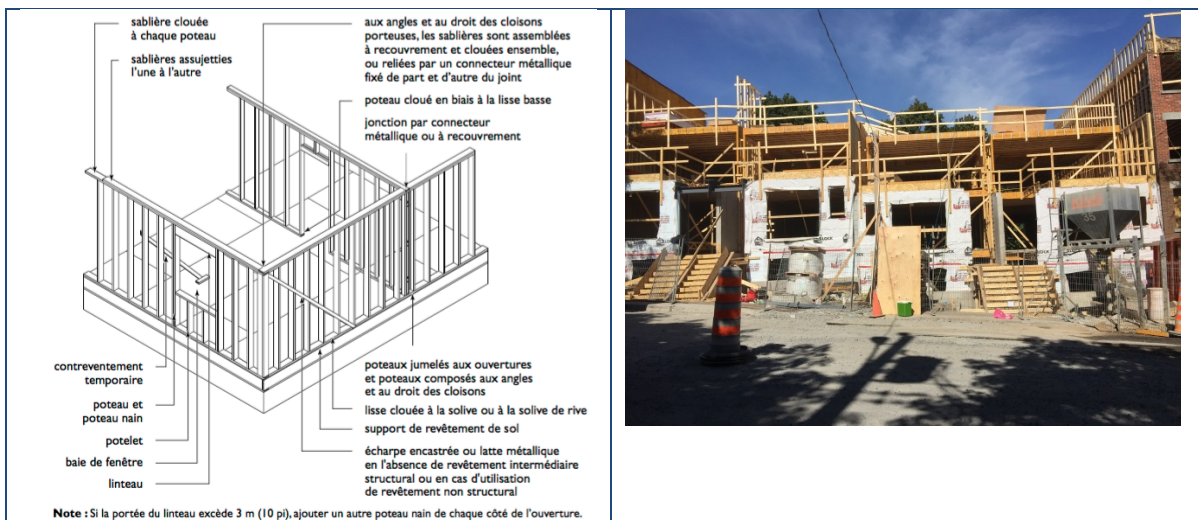 sablière clouée
à chaque poteau
sablières assujetties
l'une à l'autre
aux angles et au droit des cloisons
porteuses, les sablières sont assemblées
à recouvrement et clouées ensemble,
ou reliées par un connecteur métallique
fixé de part et d'autre du joint
poteau cloué en biais à la lisse basse
jonction par connecteur
métallique ou à recouvrement
contreventement
temporaire
poteau et
poteau nain
potelet
baie de fenêtre
linteau
poteaux jumelés aux ouvertures
et poteaux composés aux angles
et au droit des cloisons
lisse clouée à la solive ou à la solive de rive
support de revêtement de sol
écharpe encastrée ou latte métallique
en l'absence de revêtement intermédiaire
structural ou en cas d'utilisation
de revêtement non structural
Note : Si la portée du linteau excède 3 m (10 pi), ajouter un autre poteau nain de chaque côté de l'ouverture.
36